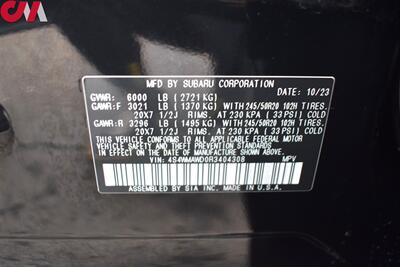 CMI
MFD. BY SUBARU CORPORATION
GVWR: 6000 LB (2721 KG) DATE: 10/23
GAWR:F 3021 LB (1370 KG) WITH 245/50R20 102H TIRES,
20X7 1/2J RIMS, AT 230 KPA ( 33 PSI) COLD
GAWR:R 3296 LB (1495 KG) WITH 245/50R20 102H TIRES,
20X7 1/2J RIMS, AT 230 KPA ( 33 PSI) COLD
THIS VEHICLE CONFORMS TO ALL APPLICABLE FEDERAL MOTOR
VEHICLE SAFETY AND THEFT PREVENTION STANDARDS IN EFFECT
ON THE DATE OF MANUFACTURE SHOWN ABOVE.
VIN: 4S4WMAWD0R3404308 MPV
ASSEMBLED BY SIA INC. MADE IN U.S.A.